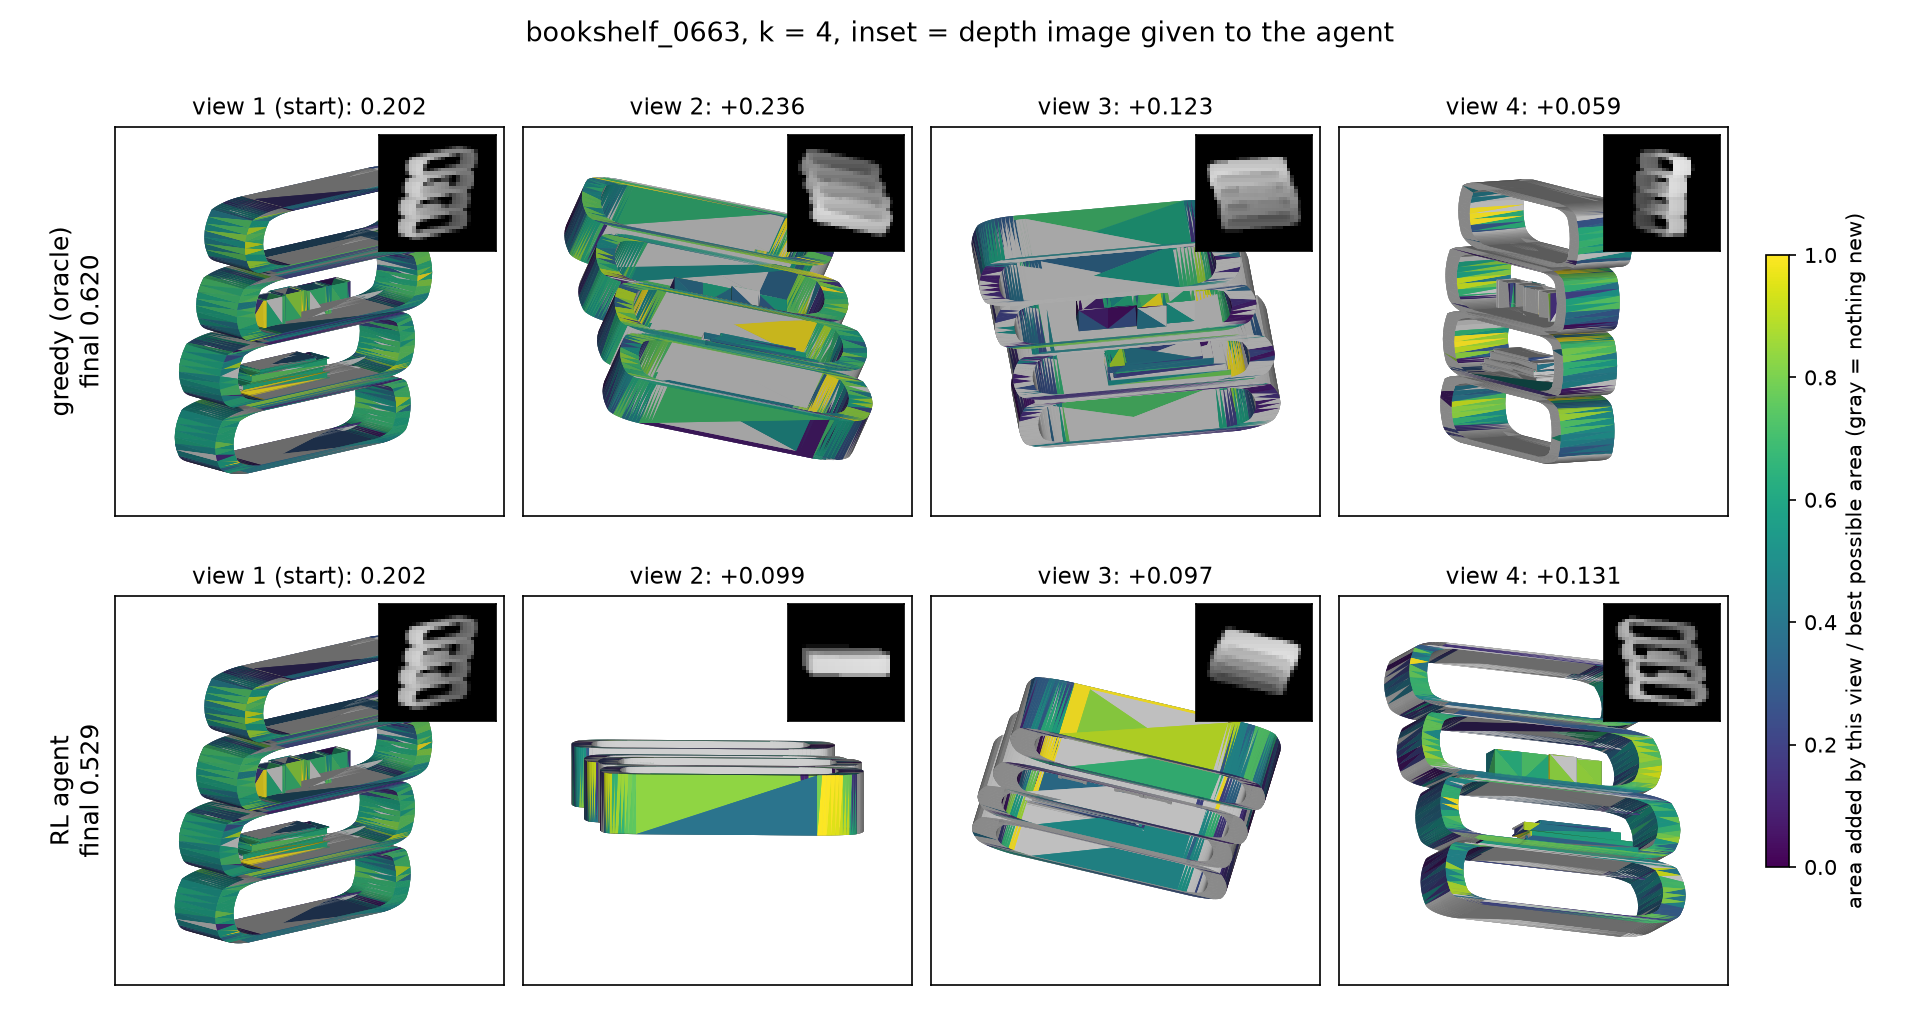 bookshelf_0663, k = 4, inset = depth image given to the agent
greedy (oracle)
final 0.620
view 1 (start): 0.202
view 2: +0.236
view 3: +0.123
view 4: +0.059
RL agent
final 0.529
view 1 (start): 0.202
view 2: +0.099
view 3: +0.097
view 4: +0.131
1.0
0.8
0.6
0.4
0.2
0.0
area added by this view / best possible area (gray = nothing new)